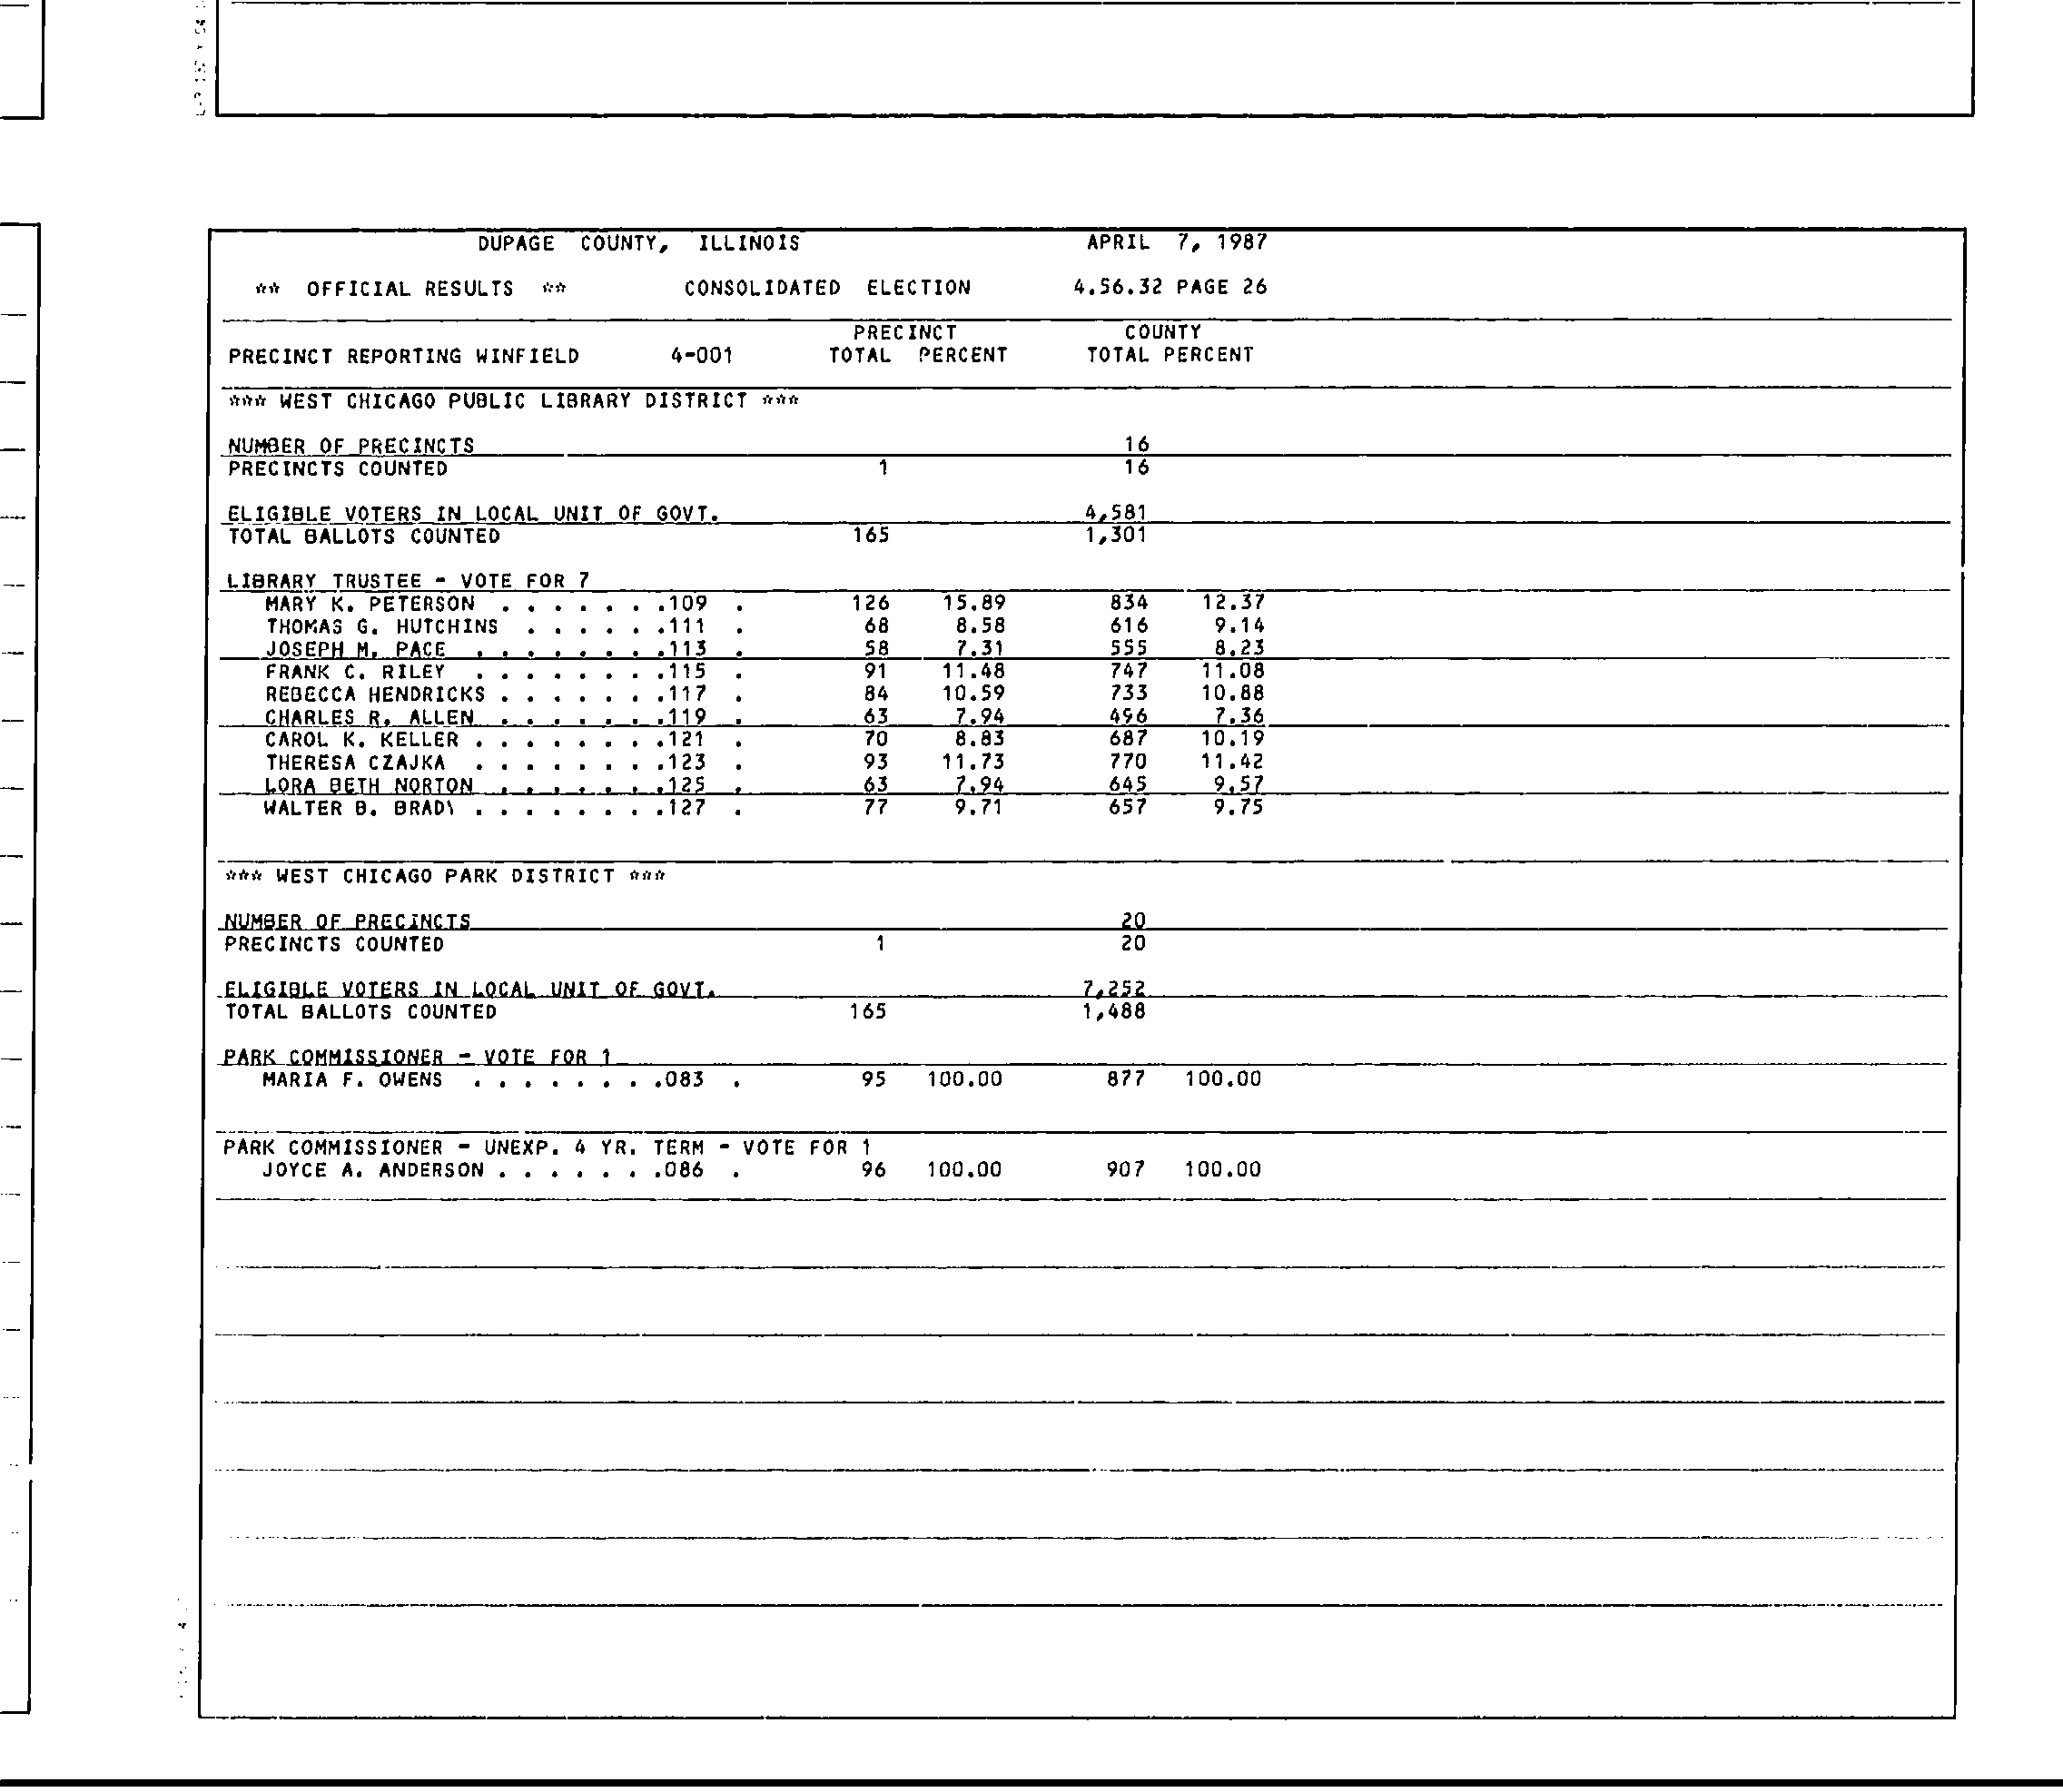 DUPAGE COUNTY, ILLINOIS APRIL 7, 1987
** OFFICIAL RESULTS ** CONSOLIDATED ELECTION 4.56.32 PAGE 26
PRECINCT COUNTY
PRECINCT REPORTING WINFIELD 4-001 TOTAL PERCENT TOTAL PERCENT
*** WEST CHICAGO PUBLIC LIBRARY DISTRICT ***
NUMBER OF PRECINCTS 16
PRECINCTS COUNTED 1 16
ELIGIBLE VOTERS IN LOCAL UNIT OF GOVT. 4,581
TOTAL BALLOTS COUNTED 165 1,301
LIBRARY TRUSTEE - VOTE FOR 7
MARY K. PETERSON . . . . . . .109 . 126 15.89 834 12.37
THOMAS G. HUTCHINS . . . . . .111 . 68 8.58 616 9.14
JOSEPH M. PACE . . . . . . . .113 . 58 7.31 555 8.23
FRANK C. RILEY . . . . . . . .115 . 91 11.48 747 11.08
REBECCA HENDRICKS . . . . . . .117 . 84 10.59 733 10.88
CHARLES R. ALLEN . . . . . . .119 . 63 7.94 496 7.36
CAROL K. KELLER . . . . . . . .121 . 70 8.83 687 10.19
THERESA CZAJKA . . . . . . . .123 . 93 11.73 770 11.42
LORA BETH NORTON . . . . . . .125 . 63 7.94 645 9.57
WALTER B. BRADY . . . . . . . .127 . 77 9.71 657 9.75
*** WEST CHICAGO PARK DISTRICT ***
NUMBER OF PRECINCTS 20
PRECINCTS COUNTED 1 20
ELIGIBLE VOTERS IN LOCAL UNIT OF GOVT. 7,252
TOTAL BALLOTS COUNTED 165 1,488
PARK COMMISSIONER - VOTE FOR 1
MARIA F. OWENS . . . . . . . .083 . 95 100.00 877 100.00
PARK COMMISSIONER - UNEXP. 4 YR. TERM - VOTE FOR 1
JOYCE A. ANDERSON . . . . . . .086 . 96 100.00 907 100.00